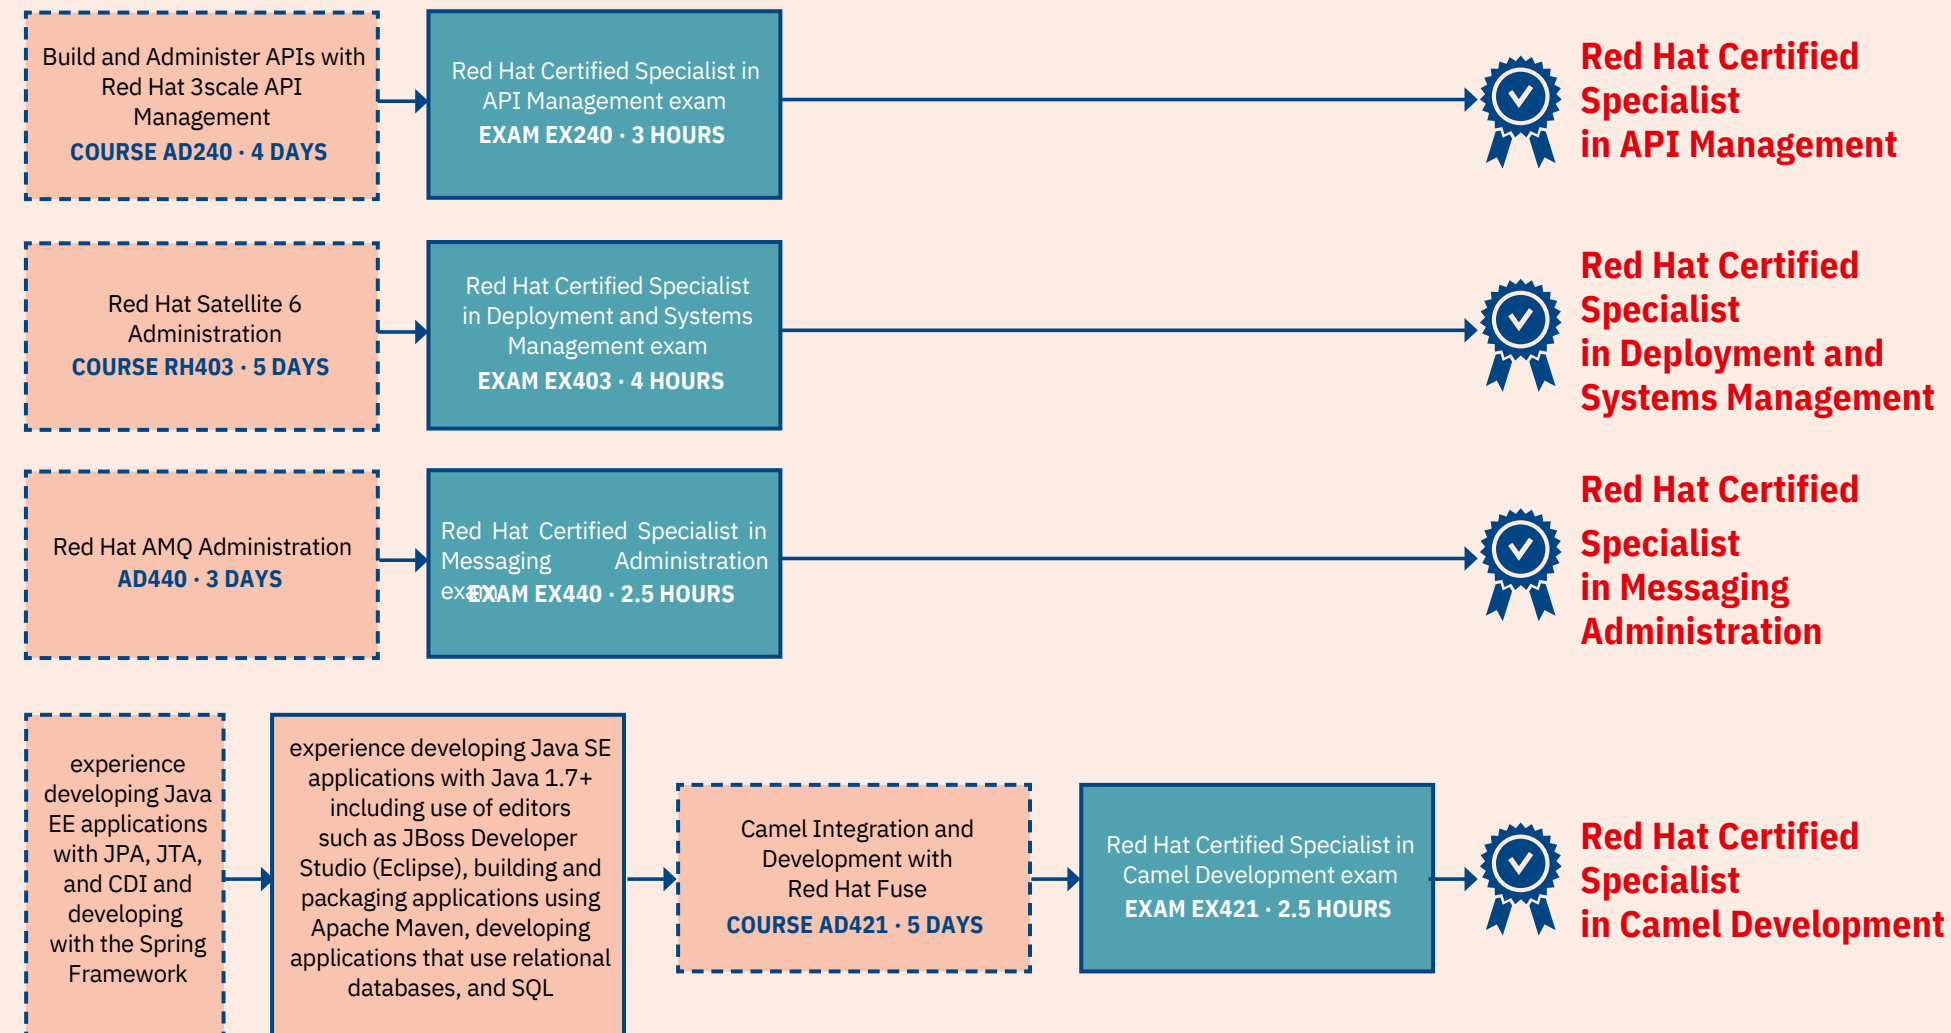 Build and Administer APIs with
Red Hat 3scale API
Management
COURSE AD240 · 4 DAYS
Red Hat Certified Specialist in
API Management exam
EXAM EX240 · 3 HOURS
Red Hat Certified
Specialist
in API Management
Red Hat Satellite 6
Administration
COURSE RH403 · 5 DAYS
Red Hat Certified Specialist
in Deployment and Systems
Management exam
EXAM EX403 · 4 HOURS
Red Hat Certified
Specialist
in Deployment and
Systems Management
Red Hat AMQ Administration
AD440 · 3 DAYS
Red Hat Certified Specialist in
Messaging Administration
exam
EXAM EX440 · 2.5 HOURS
Red Hat Certified
Specialist
in Messaging
Administration
experience
developing Java
EE applications
with JPA, JTA,
and CDI and
developing
with the Spring
Framework
experience developing Java SE
applications with Java 1.7+
including use of editors
such as JBoss Developer
Studio (Eclipse), building and
packaging applications using
Apache Maven, developing
applications that use relational
databases, and SQL
Camel Integration and
Development with
Red Hat Fuse
COURSE AD421 · 5 DAYS
Red Hat Certified Specialist in
Camel Development exam
EXAM EX421 · 2.5 HOURS
Red Hat Certified
Specialist
in Camel Development